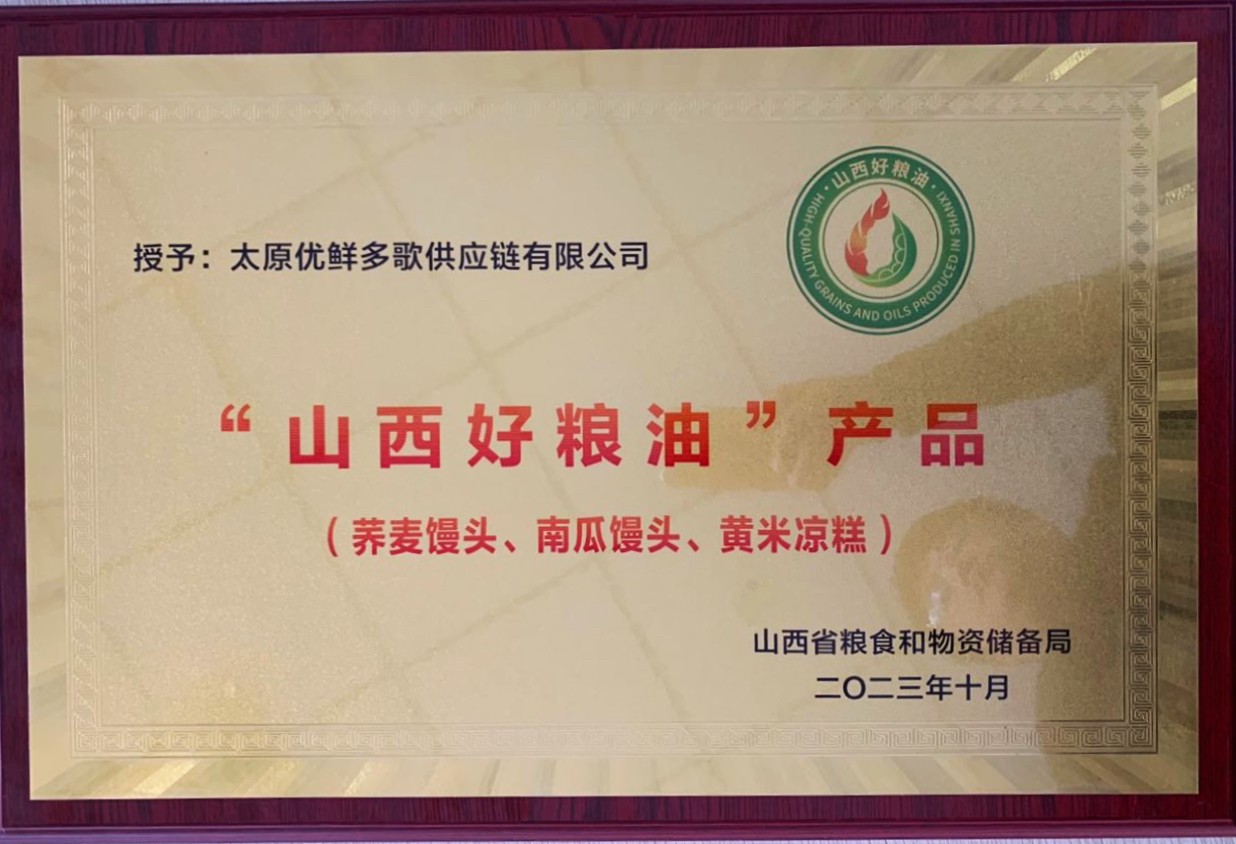 山西好粮油
HIGH-QUALITY GRAINS AND OILS PRODUCED IN SHANXI
授予：太原优鲜多歌供应链有限公司
“山西好粮油”产品
（荞麦馒头、南瓜馒头、黄米凉糕）
山西省粮食和物资储备局
二〇二三年十月